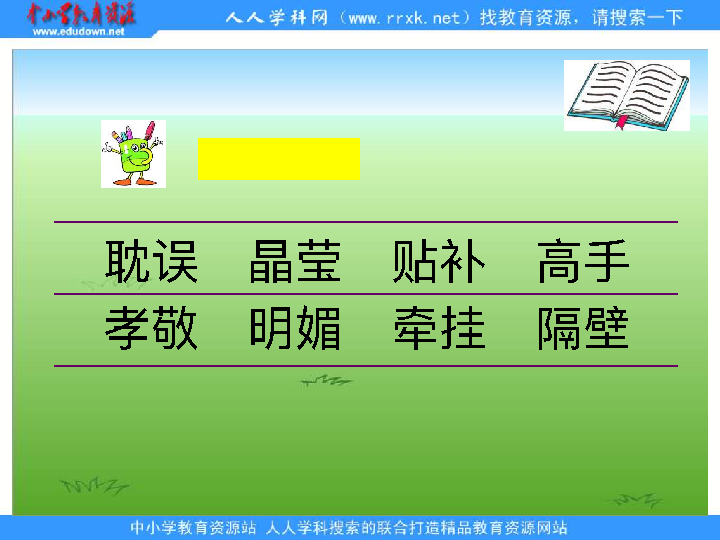 中小学教育资源
www.edudown.net
人人学科网（www.rrxk.net）找教育资源，请搜索一下
耽误 晶莹 贴补 高手
孝敬 明媚 牵挂 隔壁
中小学教育资源站 人人学科搜索的联合打造精品教育资源网站